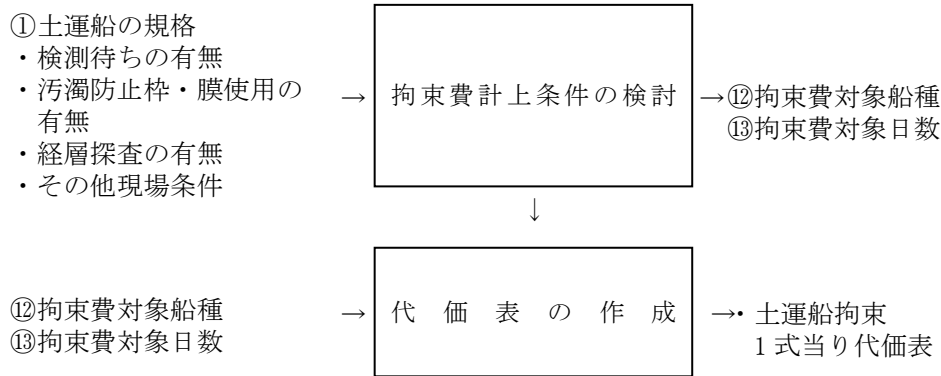 ①土運船の規格
・検測待ちの有無
・汚濁防止枠・膜使用の
有無
・経層探査の有無
・その他現場条件
→
拘束費計上条件の検討
→⑫拘束費対象船種
⑬拘束費対象日数
↓
⑫拘束費対象船種
⑬拘束費対象日数
→
代価表の作成
→・土運船拘束
1式当り代価表